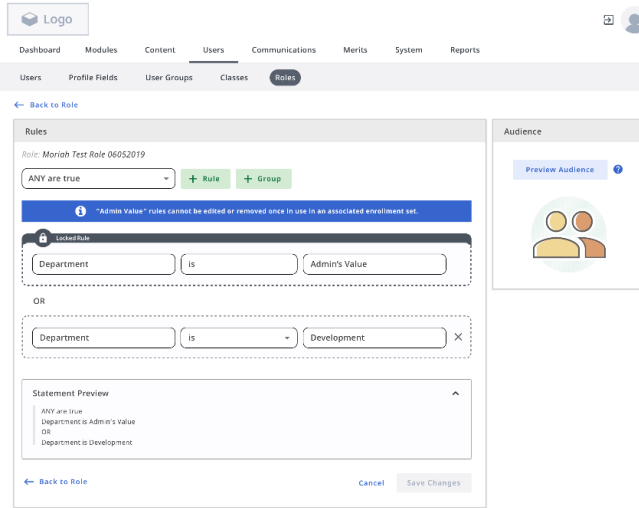 Logo
Dashboard Modules Content Users Communications Merits System Reports
Users Profile Fields User Groups Classes Roles
← Back to Role
Rules
Role: Moriah Test Role 06052019
ANY are true
+ Rule
+ Group
"Admin Value" rules cannot be edited or removed once in use in an associated enrollment set.
Locked Rule
Department is Admin's Value
OR
Department is Development
Statement Preview
ANY are true
Department is Admin's Value
OR
Department is Development
← Back to Role
Cancel
Save Changes
Audience
Preview Audience ?